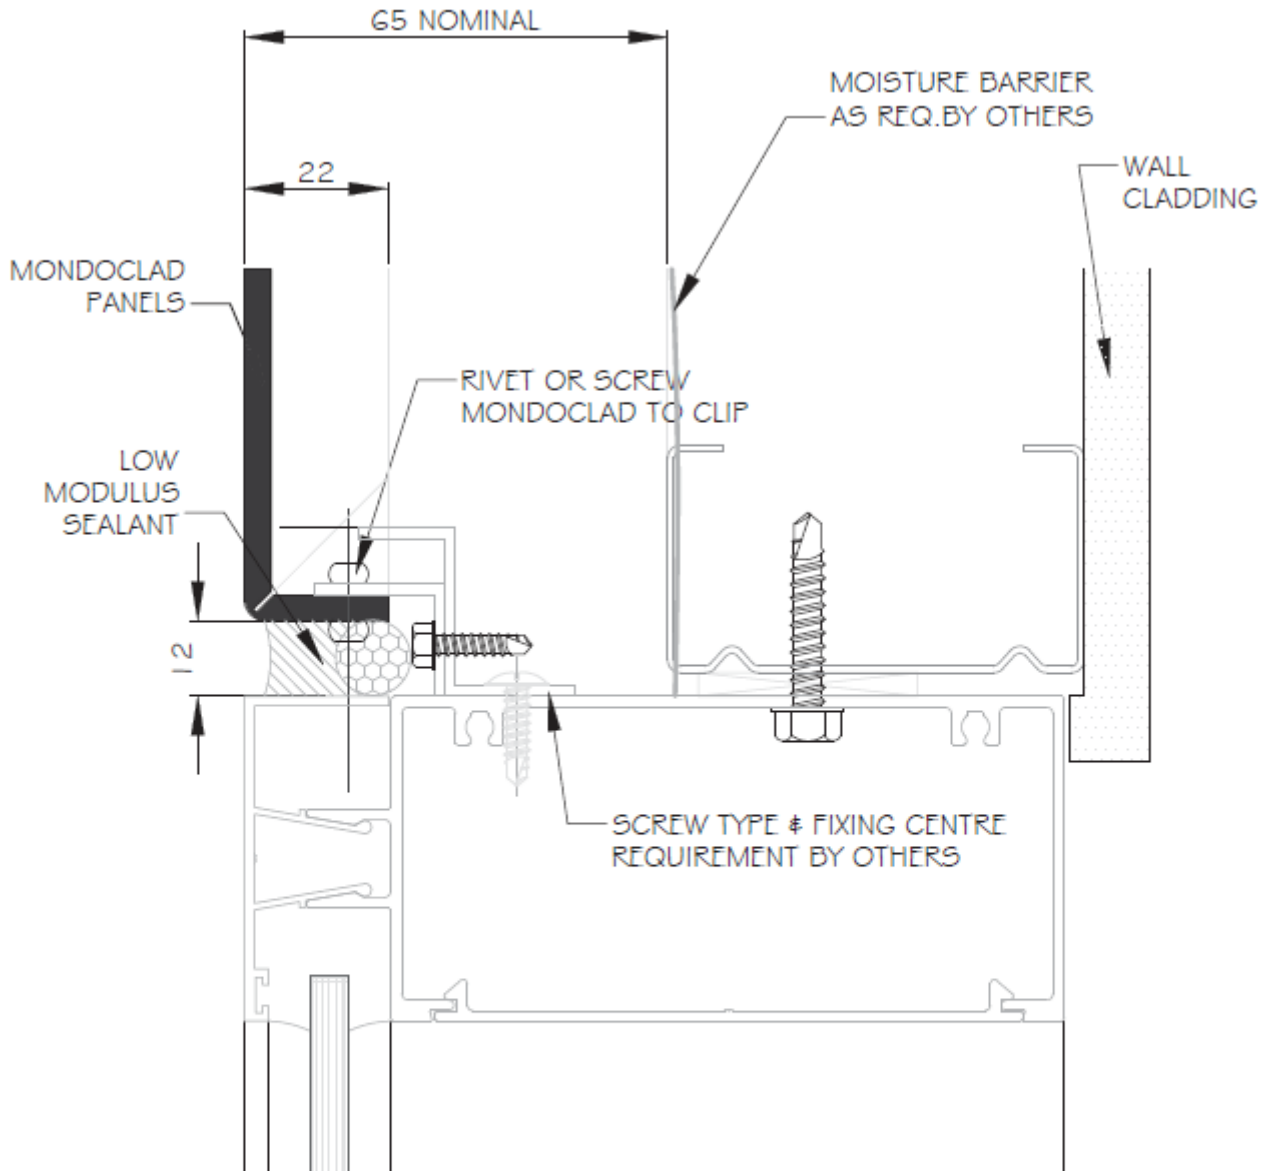 65 NOMINAL
MOISTURE BARRIER
AS REQ.BY OTHERS
WALL
CLADDING
22
MONDOCLAD
PANELS
RIVET OR SCREW
MONDOCLAD TO CLIP
LOW
MODULUS
SEALANT
12
SCREW TYPE & FIXING CENTRE
REQUIREMENT BY OTHERS